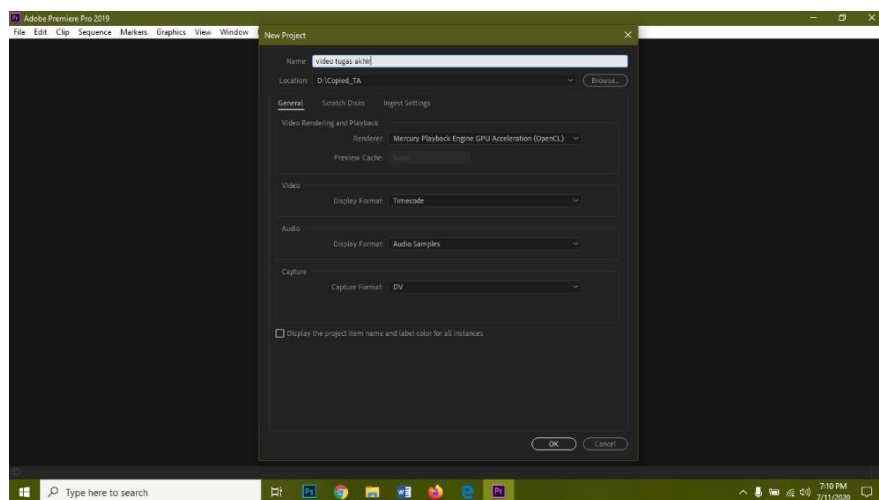 Adobe Premiere Pro 2019
File Edit Clip Sequence Markers Graphics View Window
New Project
Name: video tugas akhir
Location: D:\Copied_TA Browse...
General Scratch Disks Ingest Settings
Video Rendering and Playback
Renderer: Mercury Playback Engine GPU Acceleration (OpenCL)
Preview Cache: None
Video
Display Format: Timecode
Audio
Display Format: Audio Samples
Capture
Capture Format: DV
Display the project item name and label color for all instances
OK Cancel
Type here to search
7:10 PM
7/11/2020